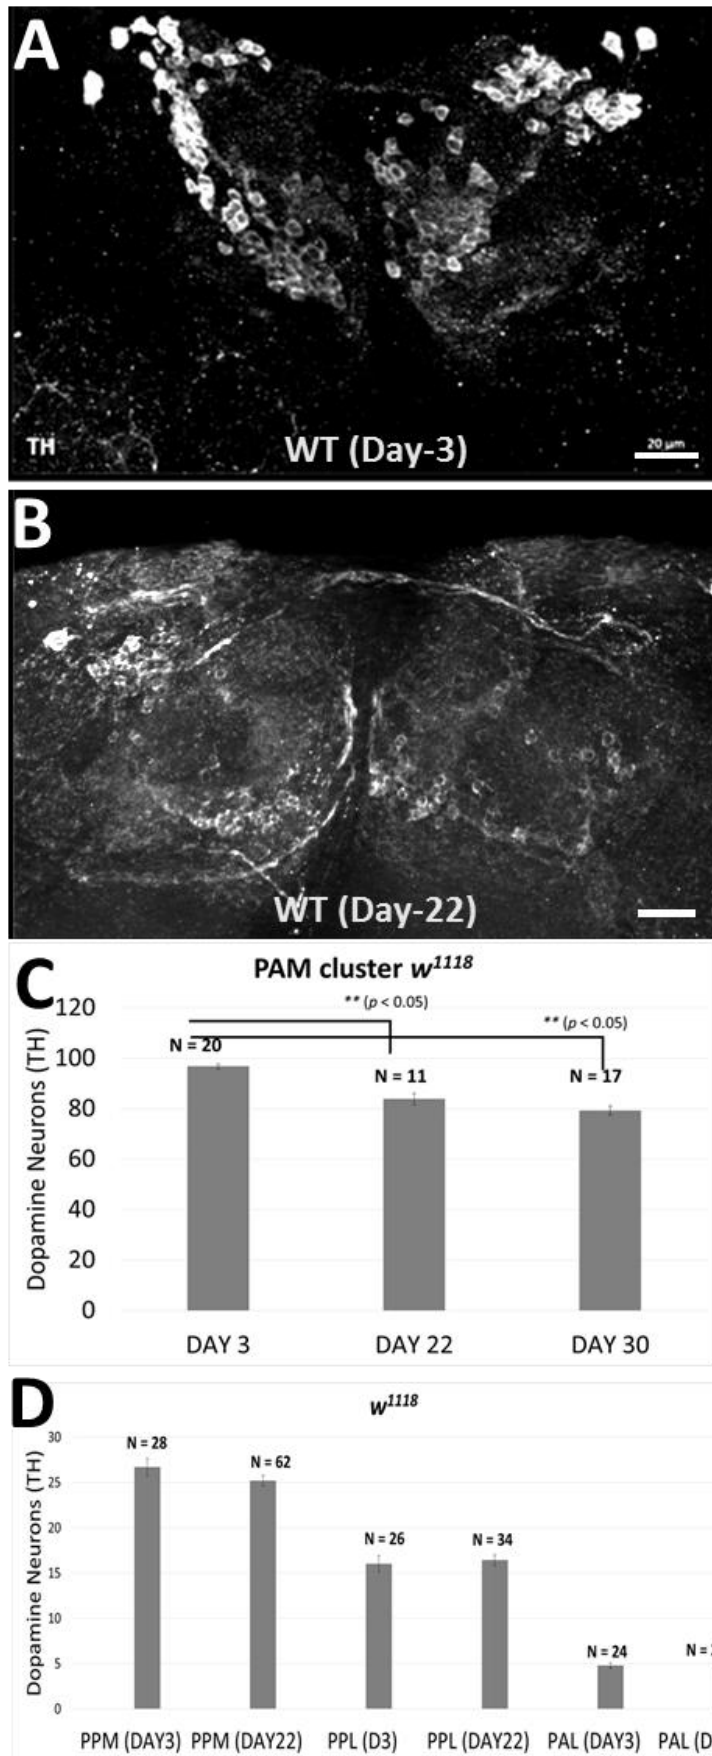 A
TH
WT (Day-3)
20 µm
B
WT (Day-22)
C
PAM cluster w1118
** (p < 0.05)
** (p < 0.05)
N = 20
N = 11
N = 17
Dopamine Neurons (TH)
120
100
80
60
40
20
0
DAY 3
DAY 22
DAY 30
D
w1118
Dopamine Neurons (TH)
30
25
20
15
10
5
0
N = 28
N = 62
N = 26
N = 34
N = 24
N =
PPM (DAY3)
PPM (DAY22)
PPL (D3)
PPL (DAY22)
PAL (DAY3)
PAL (D